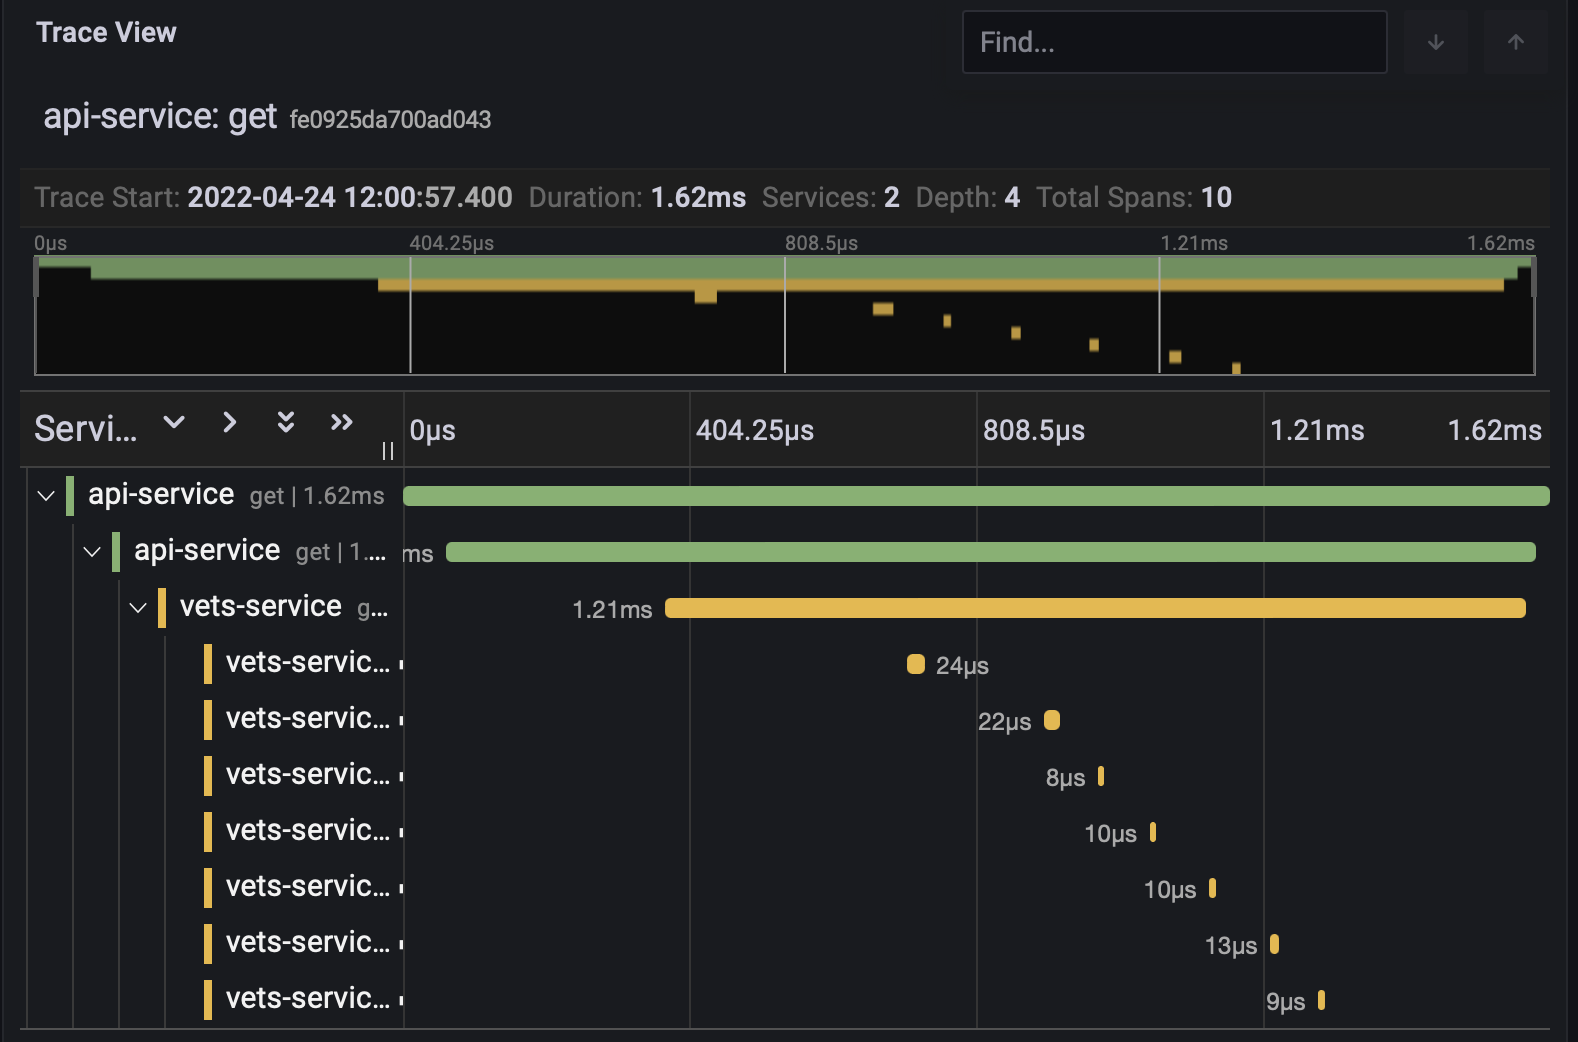 Trace View
Find...
api-service: get fe0925da700ad043
Trace Start: 2022-04-24 12:00:57.400 Duration: 1.62ms Services: 2 Depth: 4 Total Spans: 10
0μs 404.25μs 808.5μs 1.21ms 1.62ms
Servi... 0μs 404.25μs 808.5μs 1.21ms 1.62ms
api-service get | 1.62ms
api-service get | 1.... ms
vets-service g... 1.21ms
vets-servic... 24μs
vets-servic... 22μs
vets-servic... 8μs
vets-servic... 10μs
vets-servic... 10μs
vets-servic... 13μs
vets-servic... 9μs